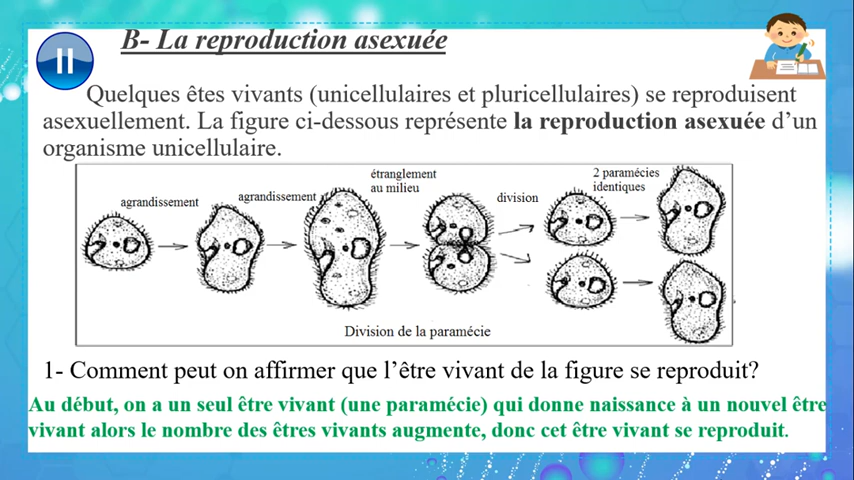 B- La reproduction asexuée
II
Quelques êtes vivants (unicellulaires et pluricellulaires) se reproduisent
asexuellement. La figure ci-dessous représente la reproduction asexuée d’un
organisme unicellulaire.
agrandissement
agrandissement
étranglement
au milieu
division
2 paramécies
identiques
Division de la paramécie
1- Comment peut on affirmer que l’être vivant de la figure se reproduit?
Au début, on a un seul être vivant (une paramécie) qui donne naissance à un nouvel être
vivant alors le nombre des êtres vivants augmente, donc cet être vivant se reproduit.